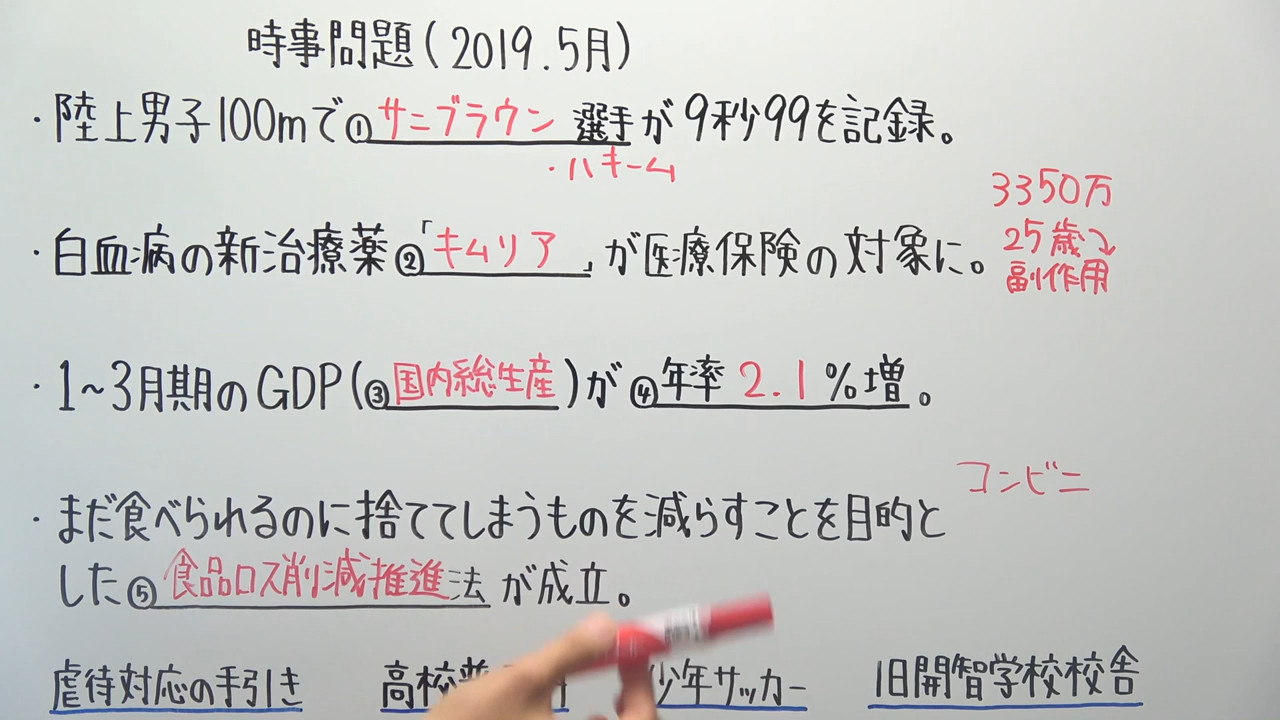 時事問題(2019.5月)
・陸上男子100mで①サニブラウン 選手が9秒99を記録。
・ハキーム
3350万
・白血病の新治療薬②「キムリア」が医療保険の対象に。
25歳
副作用
・1~3月期のGDP(③国内総生産)が④年率2.1%増。
コンビニ
・まだ食べられるのに捨ててしまうものを減らすことを目的と
した⑤食品ロス削減推進法が成立。
虐待対応の手引き 高校 少年サッカー 旧開智学校校舎